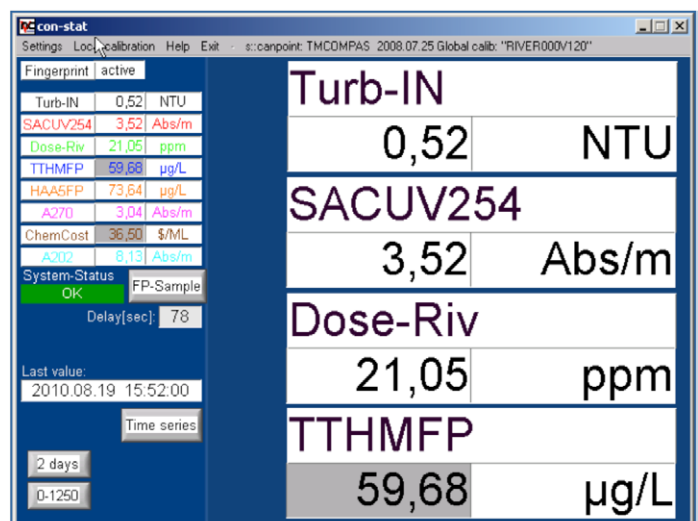 con-stat
Settings Local calibration Help Exit - s::canpoint: TMCOMPAS 2008.07.25 Global calib: "RIVER000V120"
Fingerprint active
Turb-IN 0,52 NTU
SACUV254 3,52 Abs/m
Dose-Riv 21,05 ppm
TTHMFP 59,68 µg/L
HAA5FP 73,64 µg/L
A270 3,04 Abs/m
ChemCost 36,50 $/ML
A202 8,13 Abs/m
System-Status
OK
FP-Sample
Delay[sec]: 78
Last value:
2010.08.19 15:52:00
Time series
2 days
0-1250
Turb-IN
0,52 NTU
SACUV254
3,52 Abs/m
Dose-Riv
21,05 ppm
TTHMFP
59,68 µg/L